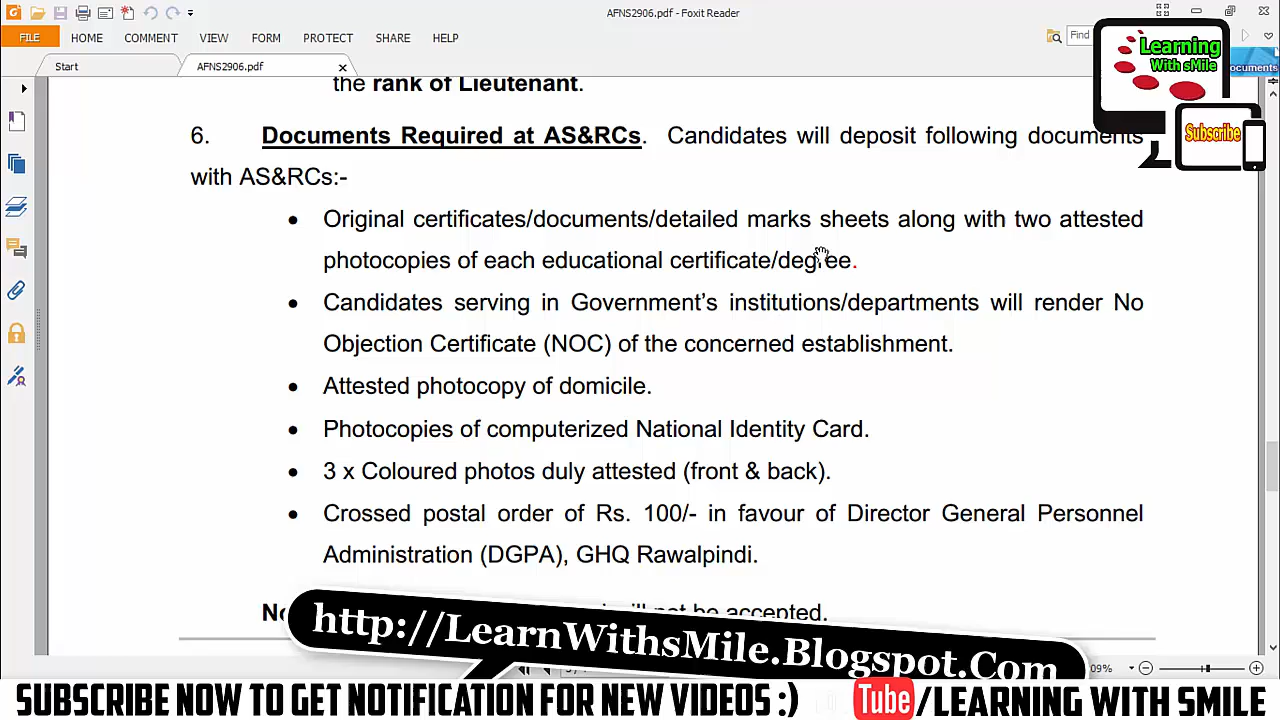 AFNS2906.pdf - Foxit Reader
FILE HOME COMMENT VIEW FORM PROTECT SHARE HELP
Find
Start AFNS2906.pdf
Learning
With sMile
ocuments
Subscribe
the rank of Lieutenant.
6. Documents Required at AS&RCs. Candidates will deposit following documents
with AS&RCs:-
• Original certificates/documents/detailed marks sheets along with two attested
photocopies of each educational certificate/degree.
• Candidates serving in Government's institutions/departments will render No
Objection Certificate (NOC) of the concerned establishment.
• Attested photocopy of domicile.
• Photocopies of computerized National Identity Card.
• 3 x Coloured photos duly attested (front & back).
• Crossed postal order of Rs. 100/- in favour of Director General Personnel
Administration (DGPA), GHQ Rawalpindi.
will not be accepted.
http://LearnWithsMile.Blogspot.Com
09%
SUBSCRIBE NOW TO GET NOTIFICATION FOR NEW VIDEOS :) Tube/LEARNING WITH SMILE